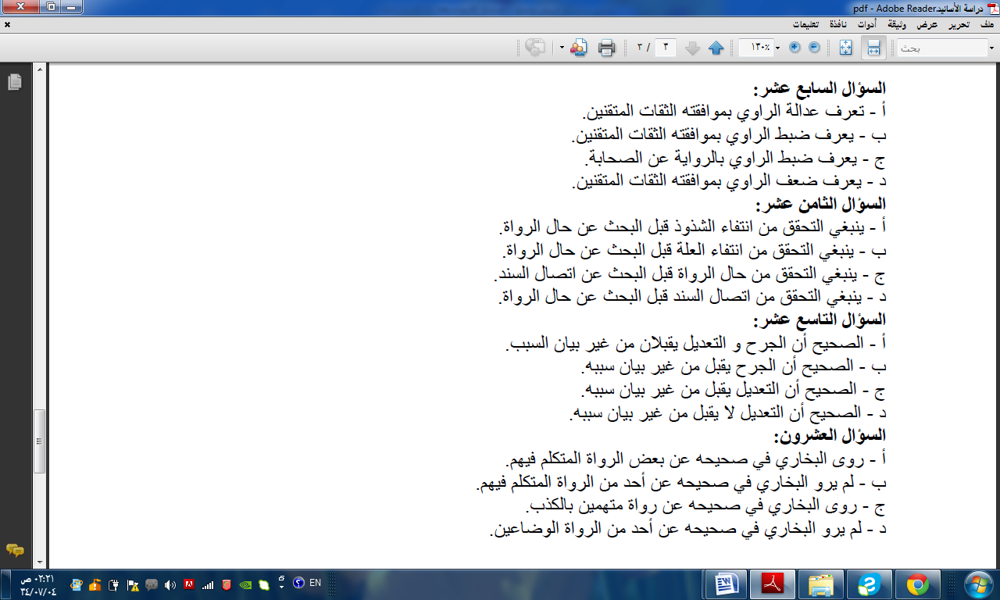 دراسة الأسانيد.pdf - Adobe Reader
ملف تحرير عرض وثيقة أدوات نافذة تعليمات
٣ / ٣ ١٣٠% بحث
السؤال السابع عشر:
أ - تعرف عدالة الراوي بموافقته الثقات المتقنين.
ب - يعرف ضبط الراوي بموافقته الثقات المتقنين.
ج - يعرف ضبط الراوي بالرواية عن الصحابة.
د - يعرف ضعف الراوي بموافقته الثقات المتقنين.
السؤال الثامن عشر:
أ - ينبغي التحقق من انتفاء الشذوذ قبل البحث عن حال الرواة.
ب - ينبغي التحقق من انتفاء العلة قبل البحث عن حال الرواة.
ج - ينبغي التحقق من حال الرواة قبل البحث عن اتصال السند.
د - ينبغي التحقق من اتصال السند قبل البحث عن حال الرواة.
السؤال التاسع عشر:
أ - الصحيح أن الجرح و التعديل يقبلان من غير بيان السبب.
ب - الصحيح أن الجرح يقبل من غير بيان سببه.
ج - الصحيح أن التعديل يقبل من غير بيان سببه.
د - الصحيح أن التعديل لا يقبل من غير بيان سببه.
السؤال العشرون:
أ - روى البخاري في صحيحه عن بعض الرواة المتكلم فيهم.
ب - لم يرو البخاري في صحيحه عن أحد من الرواة المتكلم فيهم.
ج - روى البخاري في صحيحه عن رواة متهمين بالكذب.
د - لم يرو البخاري في صحيحه عن أحد من الرواة الوضاعين.
EN
٠٢:٢١ ص
٣٤/٠٧/٠٤